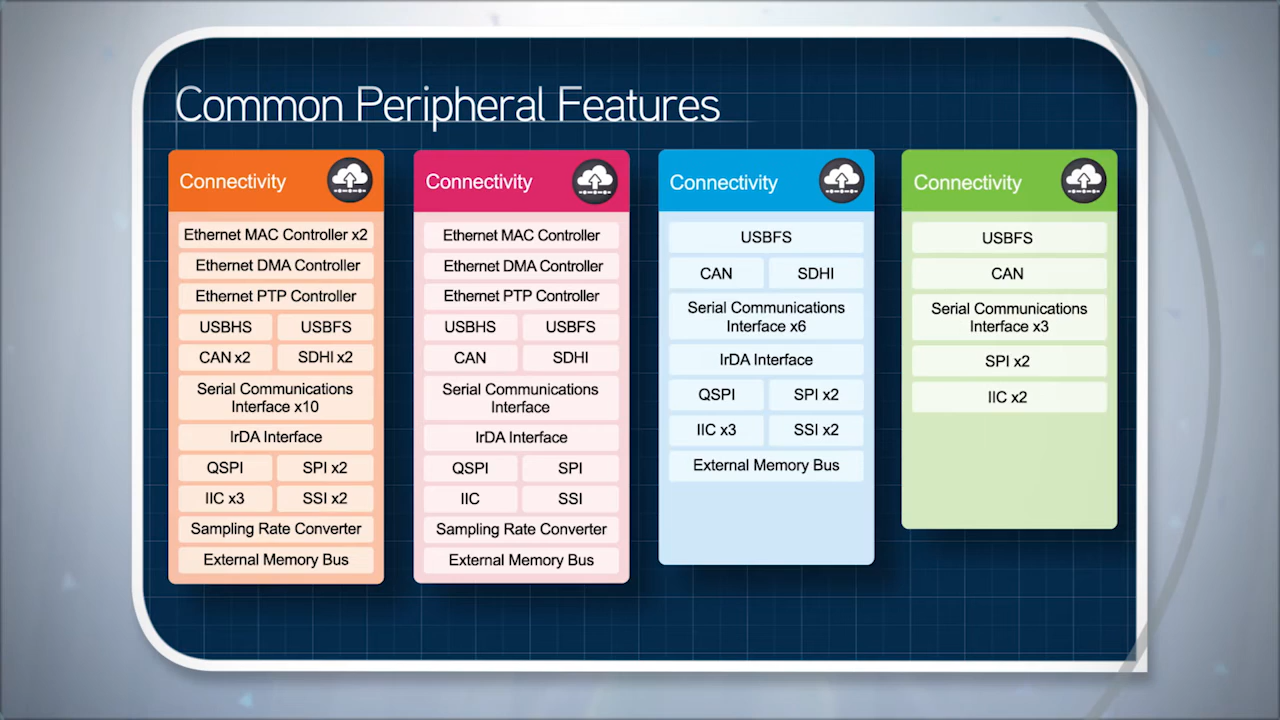 Common Peripheral Features
Connectivity
Ethernet MAC Controller x2
Ethernet DMA Controller
Ethernet PTP Controller
USBHS
USBFS
CAN x2
SDHI x2
Serial Communications
Interface x10
IrDA Interface
QSPI
SPI x2
IIC x3
SSI x2
Sampling Rate Converter
External Memory Bus
Connectivity
Ethernet MAC Controller
Ethernet DMA Controller
Ethernet PTP Controller
USBHS
USBFS
CAN
SDHI
Serial Communications
Interface
IrDA Interface
QSPI
SPI
IIC
SSI
Sampling Rate Converter
External Memory Bus
Connectivity
USBFS
CAN
SDHI
Serial Communications
Interface x6
IrDA Interface
QSPI
SPI x2
IIC x3
SSI x2
External Memory Bus
Connectivity
USBFS
CAN
Serial Communications
Interface x3
SPI x2
IIC x2